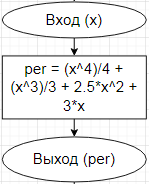 Вход (x)
per = (x^4)/4 +
(x^3)/3 + 2.5*x^2 +
3*x
Выход (per)